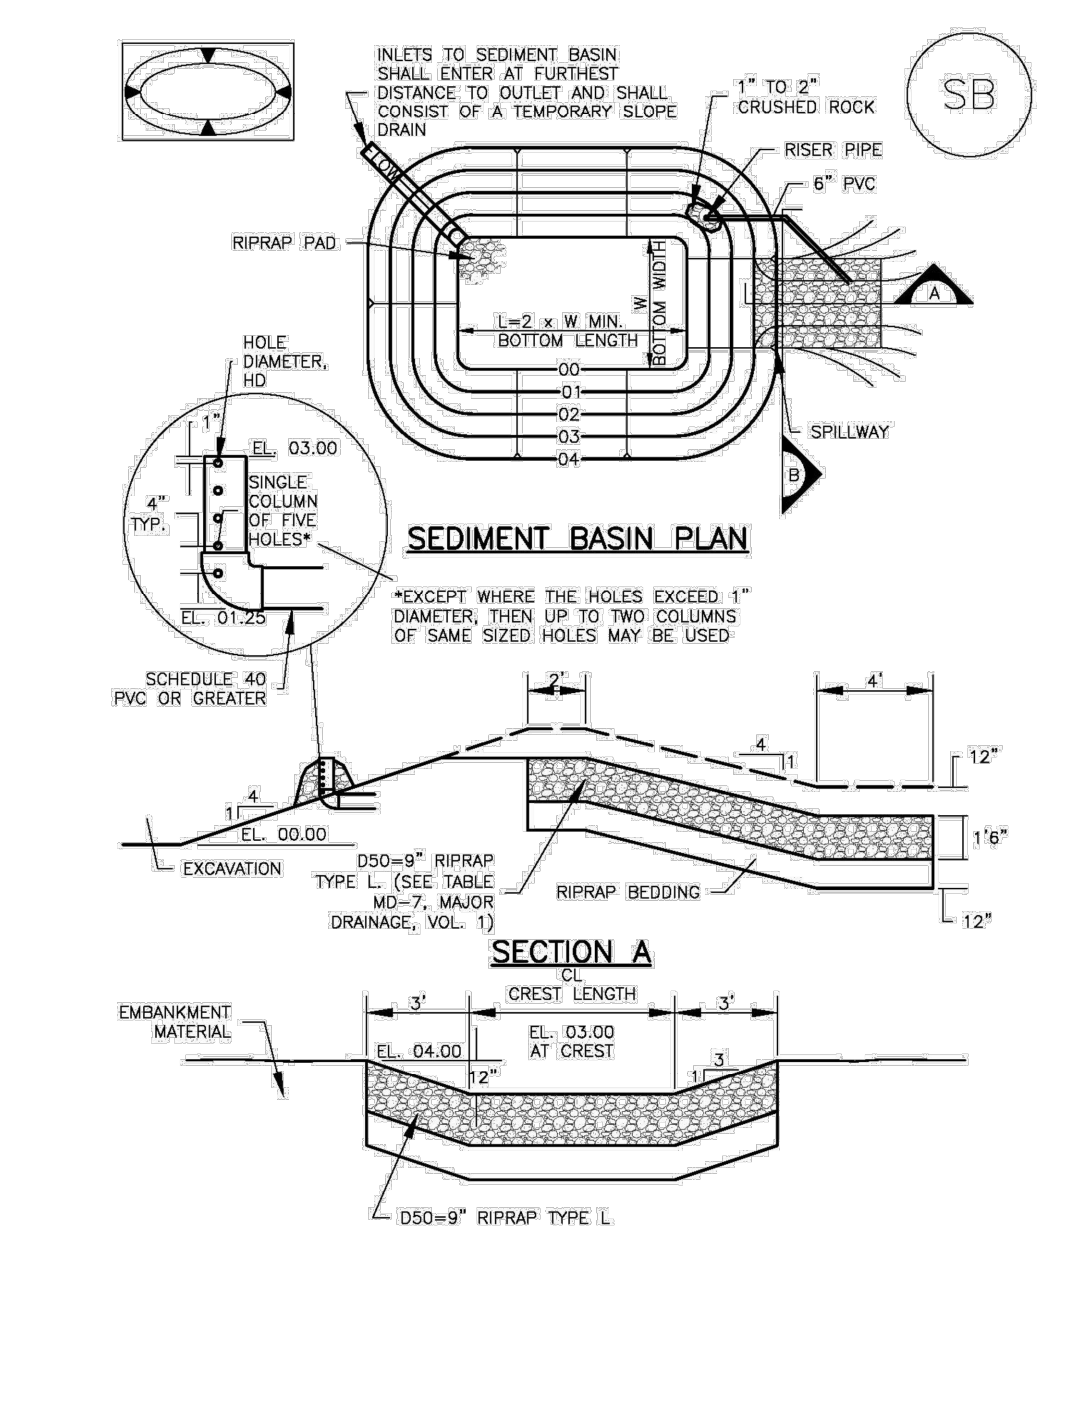 INLETS TO SEDIMENT BASIN
SHALL ENTER AT FURTHEST
DISTANCE TO OUTLET AND SHALL
CONSIST OF A TEMPORARY SLOPE
DRAIN
1" TO 2"
CRUSHED ROCK
SB
RISER PIPE
6" PVC
FLOW
RIPRAP PAD
W
BOTTOM WIDTH
A
L=2 x W MIN.
BOTTOM LENGTH
00
01
02
03
04
SPILLWAY
B
HOLE
DIAMETER,
HD
1"
EL. 03.00
4"
TYP.
SINGLE
COLUMN
OF FIVE
HOLES*
EL. 01.25
SEDIMENT BASIN PLAN
*EXCEPT WHERE THE HOLES EXCEED 1"
DIAMETER, THEN UP TO TWO COLUMNS
OF SAME SIZED HOLES MAY BE USED
SCHEDULE 40
PVC OR GREATER
2'
4'
4
1
12"
4
1
EL. 00.00
1'6"
EXCAVATION
D50=9" RIPRAP
TYPE L. (SEE TABLE
MD-7, MAJOR
DRAINAGE, VOL. 1)
RIPRAP BEDDING
12"
SECTION A
CL
CREST LENGTH
3'
3'
EMBANKMENT
MATERIAL
EL. 03.00
AT CREST
EL. 04.00
12"
3
1
D50=9" RIPRAP TYPE L